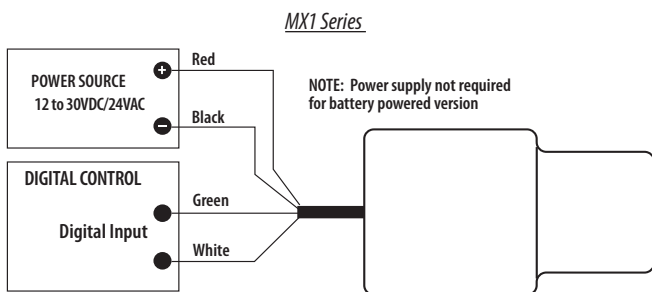 MX1 Series
Red
POWER SOURCE
12 to 30VDC/24VAC
+
−
Black
NOTE: Power supply not required
for battery powered version
DIGITAL CONTROL
Green
Digital Input
White